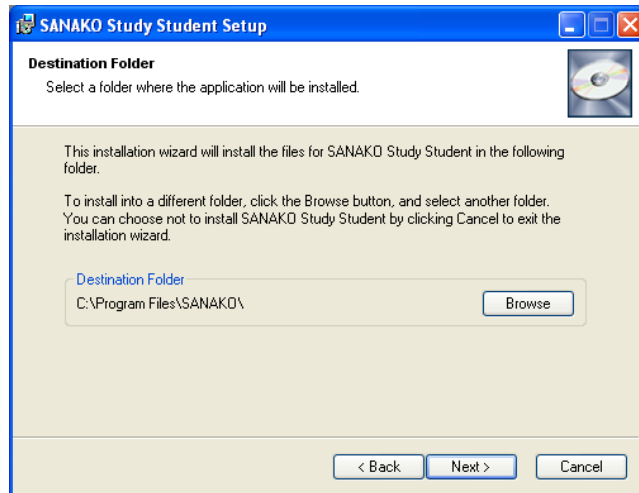 SANAKO Study Student Setup
Destination Folder
Select a folder where the application will be installed.
This installation wizard will install the files for SANAKO Study Student in the following
folder.
To install into a different folder, click the Browse button, and select another folder.
You can choose not to install SANAKO Study Student by clicking Cancel to exit the
installation wizard.
Destination Folder
C:\Program Files\SANAKO\
Browse
< Back
Next >
Cancel